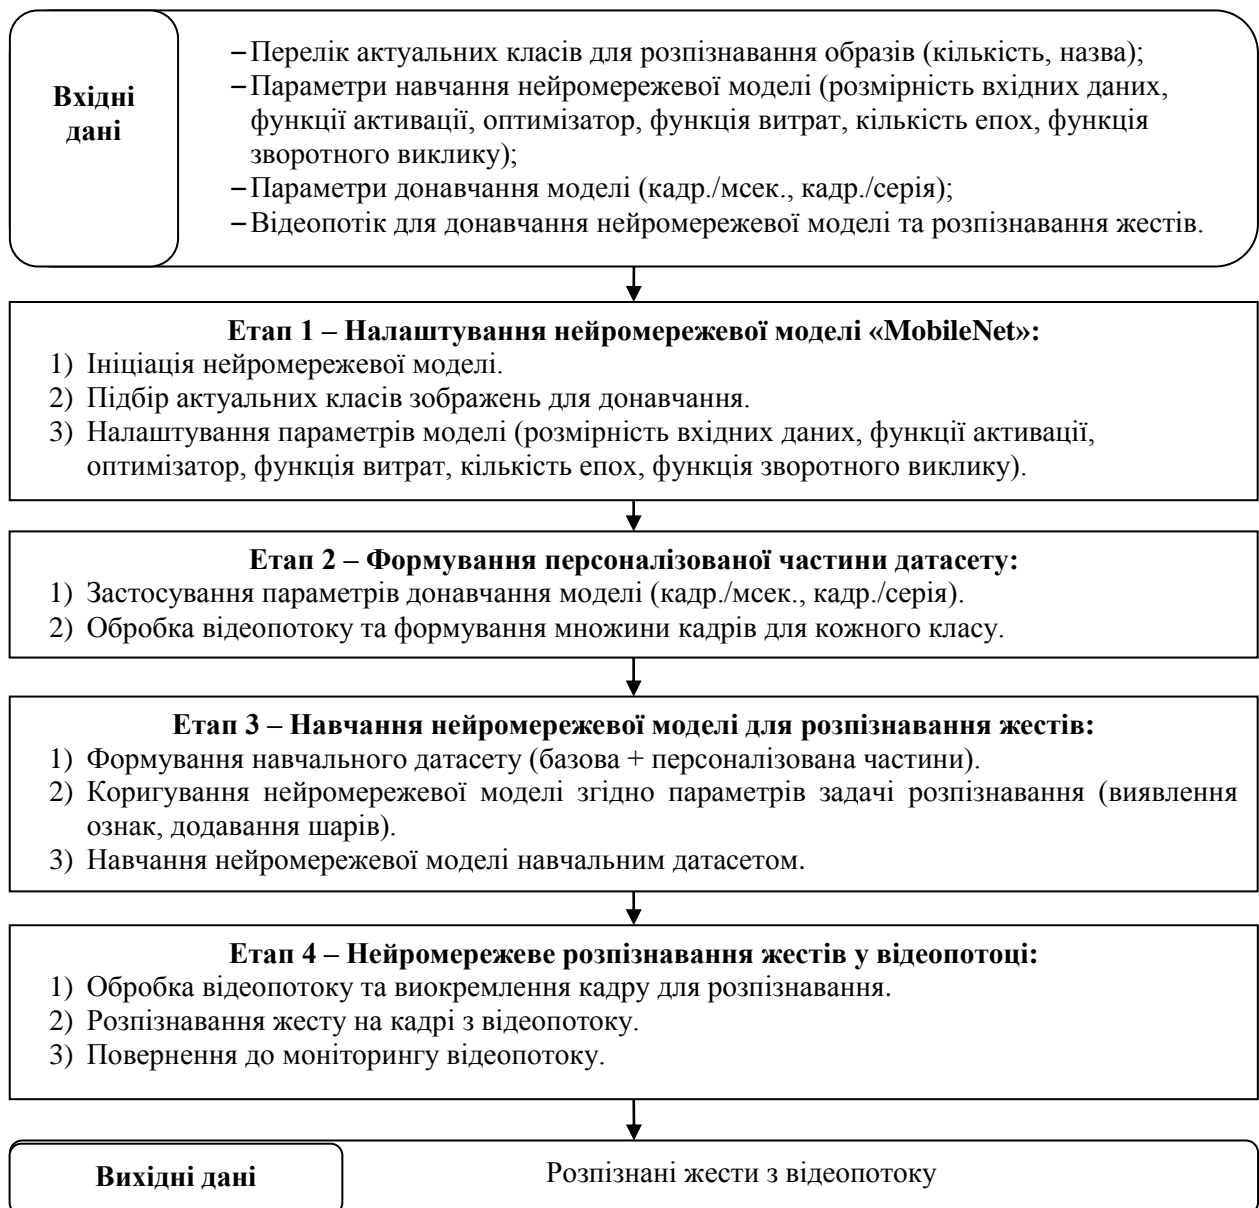 Вхідні
дані
– Перелік актуальних класів для розпізнавання образів (кількість, назва);
– Параметри навчання нейромережевої моделі (розмірність вхідних даних,
функції активації, оптимізатор, функція витрат, кількість епох, функція
зворотного виклику);
– Параметри донавчання моделі (кадр./мсек., кадр./серія);
– Відеопотік для донавчання нейромережевої моделі та розпізнавання жестів.
Етап 1 – Налаштування нейромережевої моделі «MobileNet»:
1) Ініціація нейромережевої моделі.
2) Підбір актуальних класів зображень для донавчання.
3) Налаштування параметрів моделі (розмірність вхідних даних, функції активації,
оптимізатор, функція витрат, кількість епох, функція зворотного виклику).
Етап 2 – Формування персоналізованої частини датасету:
1) Застосування параметрів донавчання моделі (кадр./мсек., кадр./серія).
2) Обробка відеопотоку та формування множини кадрів для кожного класу.
Етап 3 – Навчання нейромережевої моделі для розпізнавання жестів:
1) Формування навчального датасету (базова + персоналізована частини).
2) Коригування нейромережевої моделі згідно параметрів задачі розпізнавання (виявлення
ознак, додавання шарів).
3) Навчання нейромережевої моделі навчальним датасетом.
Етап 4 – Нейромережеве розпізнавання жестів у відеопотоці:
1) Обробка відеопотоку та виокремлення кадру для розпізнавання.
2) Розпізнавання жесту на кадрі з відеопотоку.
3) Повернення до моніторингу відеопотоку.
Вихідні дані
Розпізнані жести з відеопотоку